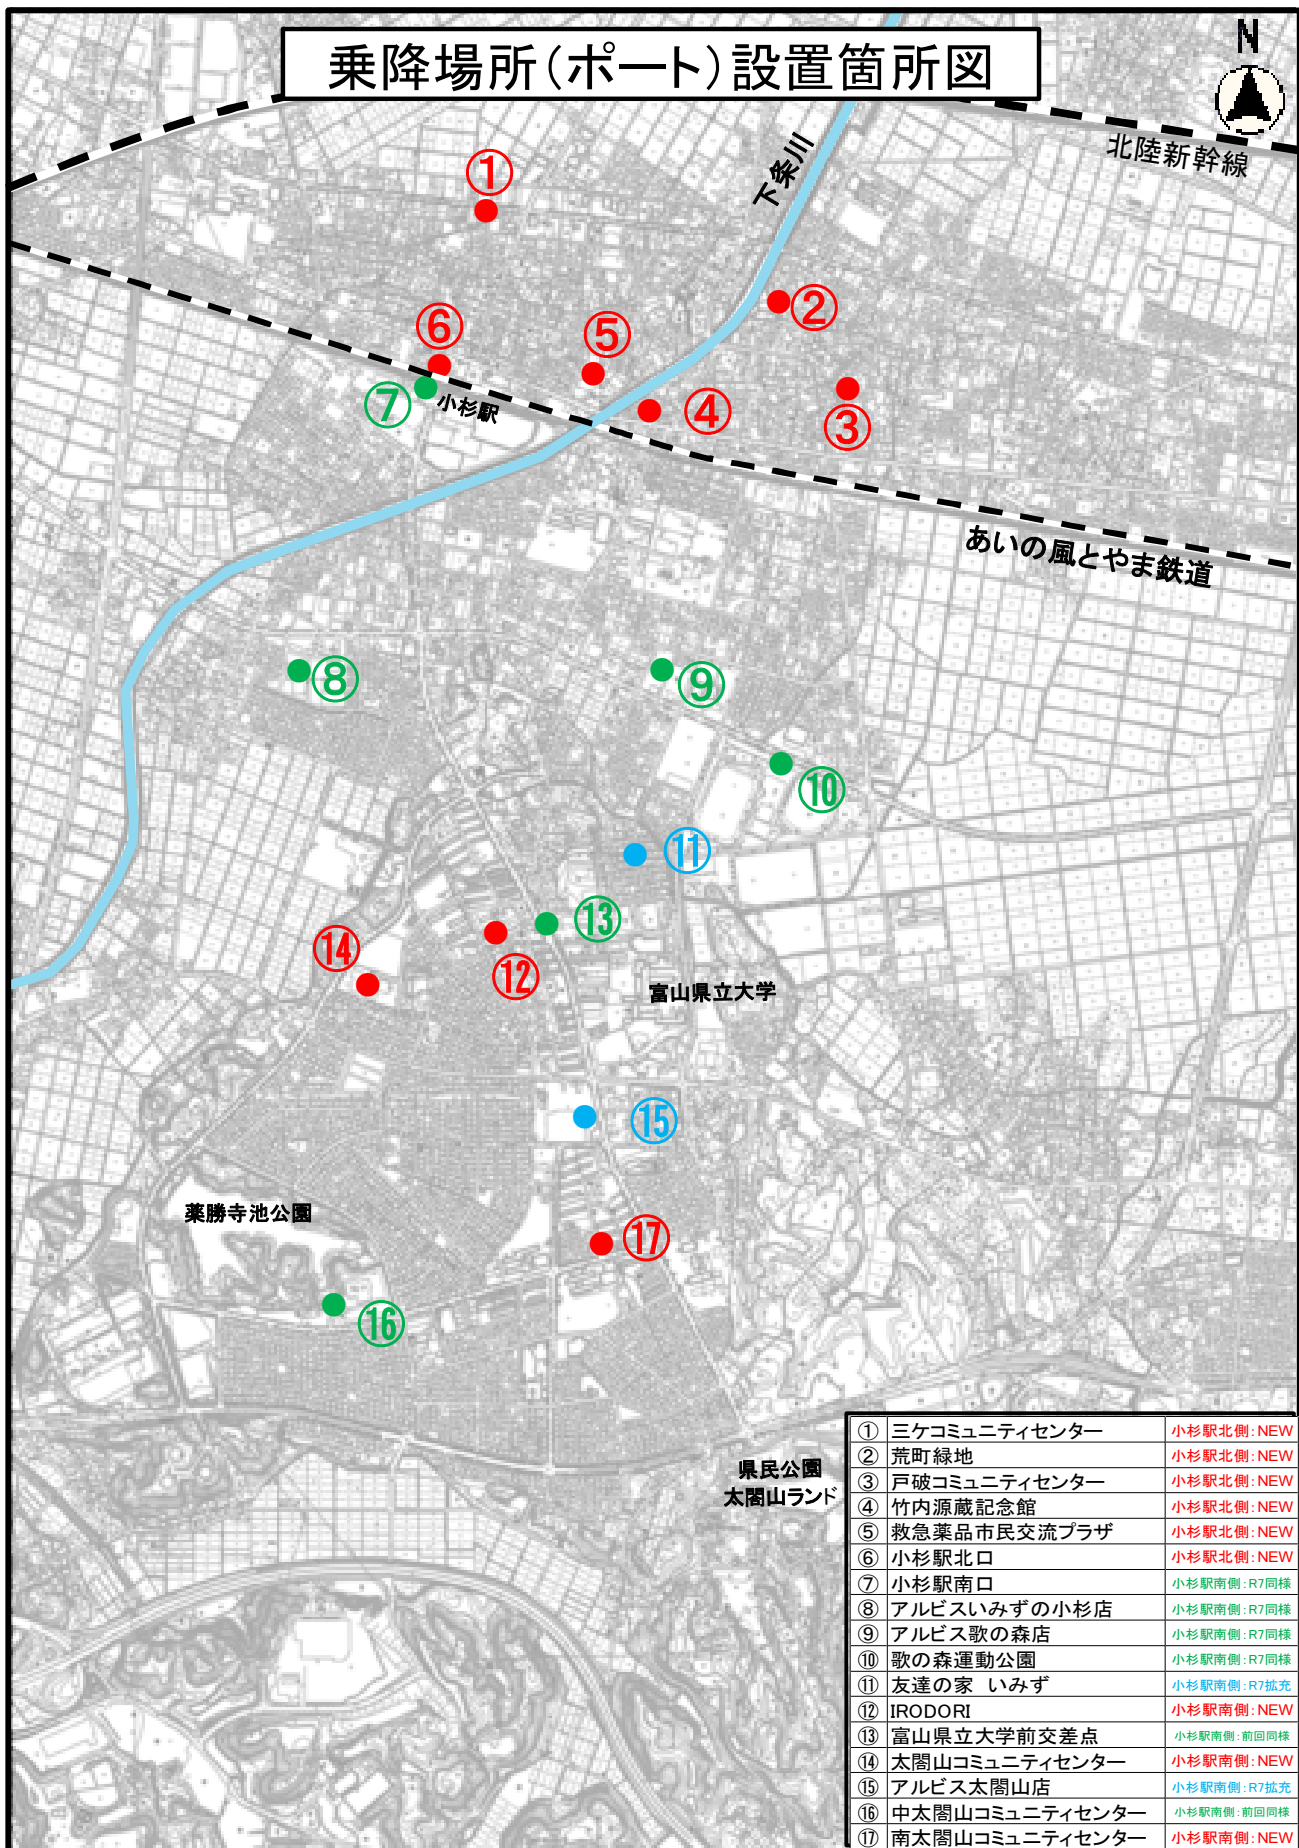 乗降場所(ポート)設置箇所図
N
北陸新幹線
下条川
①
②
⑥
⑤
⑦
小杉駅
④
③
あいの風とやま鉄道
⑧
⑨
⑩
⑪
⑬
⑭
⑫
富山県立大学
⑮
薬勝寺池公園
⑰
⑯
県民公園
太閤山ランド
① 三ケコミュニティセンター 小杉駅北側:NEW
② 荒町緑地 小杉駅北側:NEW
③ 戸破コミュニティセンター 小杉駅北側:NEW
④ 竹内源蔵記念館 小杉駅北側:NEW
⑤ 救急薬品市民交流プラザ 小杉駅北側:NEW
⑥ 小杉駅北口 小杉駅北側:NEW
⑦ 小杉駅南口 小杉駅南側:R7同様
⑧ アルビスいみずの小杉店 小杉駅南側:R7同様
⑨ アルビス歌の森店 小杉駅南側:R7同様
⑩ 歌の森運動公園 小杉駅南側:R7同様
⑪ 友達の家 いみず 小杉駅南側:R7拡充
⑫ IRODORI 小杉駅南側:NEW
⑬ 富山県立大学前交差点 小杉駅南側:前回同様
⑭ 太閤山コミュニティセンター 小杉駅南側:NEW
⑮ アルビス太閤山店 小杉駅南側:R7拡充
⑯ 中太閤山コミュニティセンター 小杉駅南側:前回同様
⑰ 南太閤山コミュニティセンター 小杉駅南側:NEW